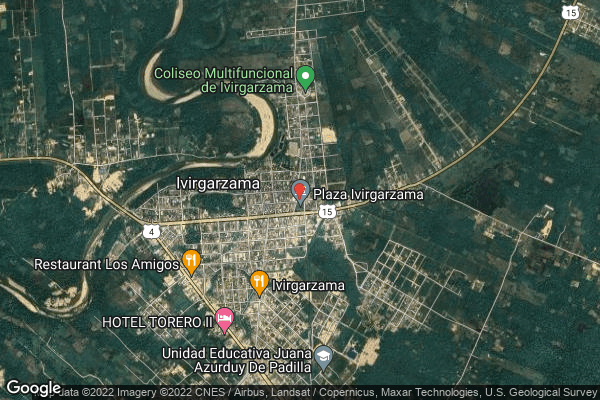 15
Coliseo Multifuncional
de Ivirgarzama
Ivirgarzama
Plaza Ivirgarzama
15
4
Restaurant Los Amigos
Ivirgarzama
HOTEL TORERO II
Unidad Educativa Juana
Azurduy De Padilla
Google
data ©2022 Imagery ©2022 CNES / Airbus, Landsat / Copernicus, Maxar Technologies, U.S. Geological Survey